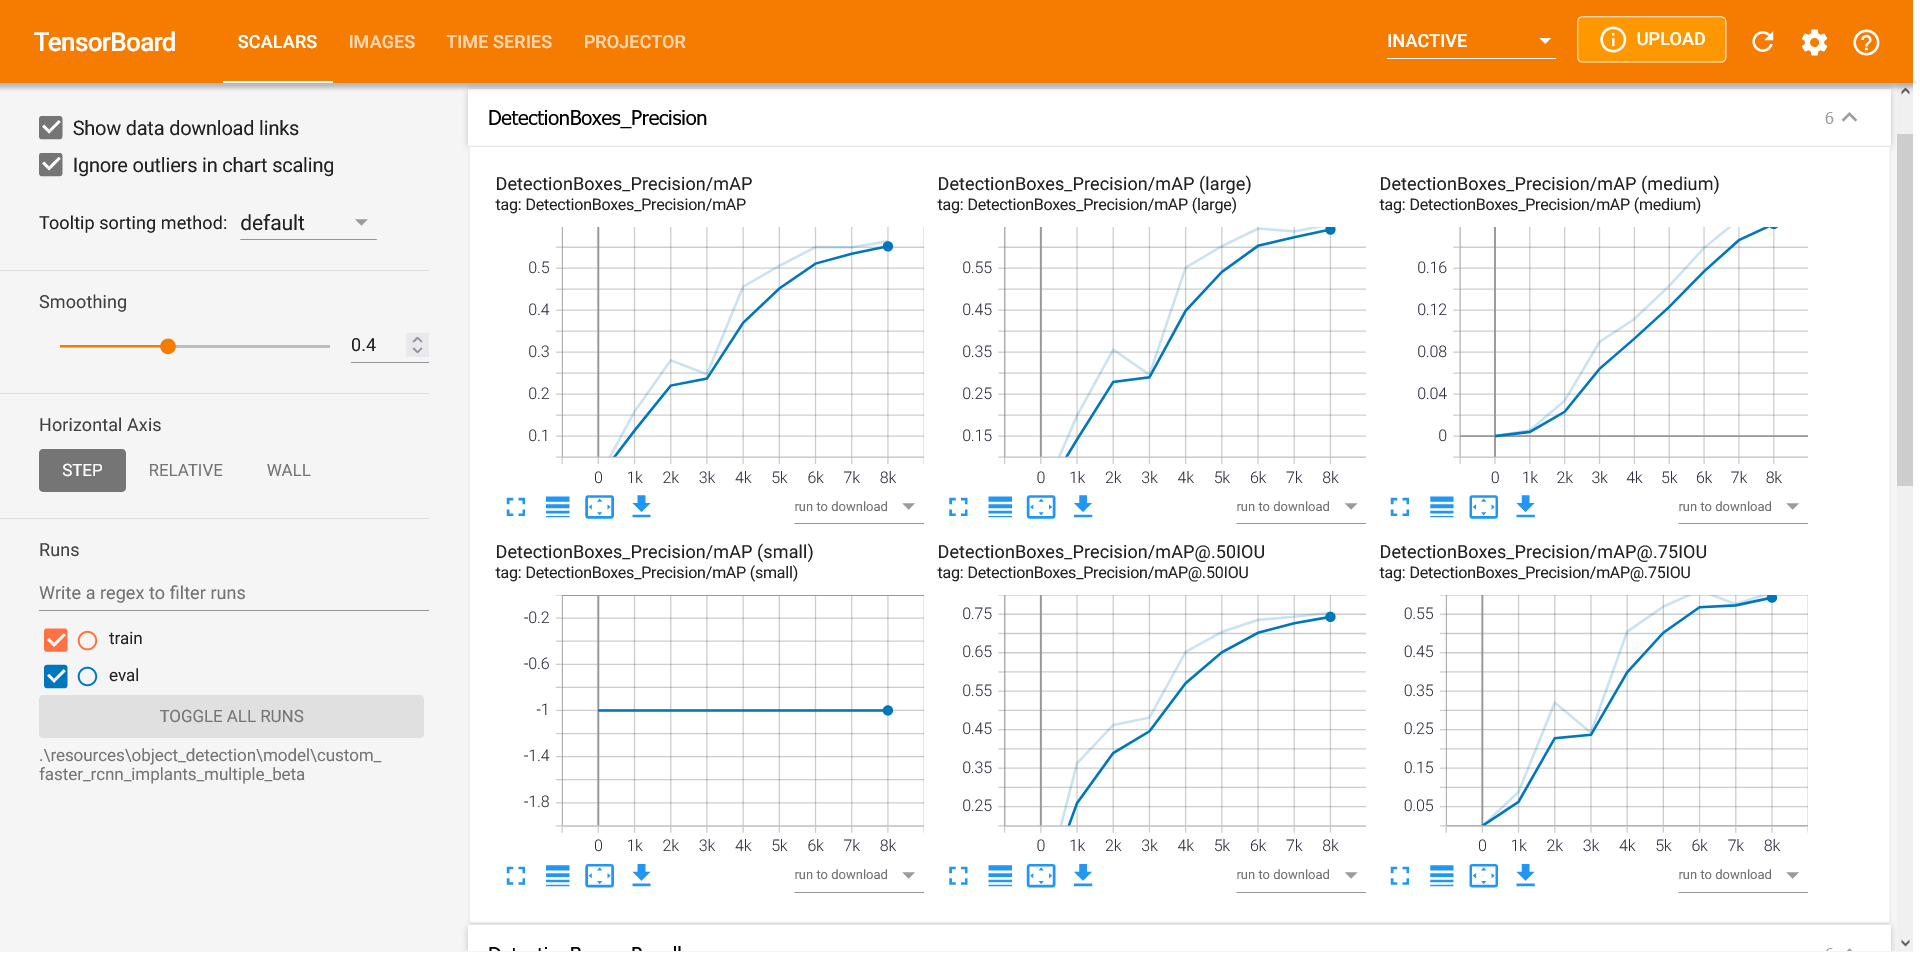 TensorBoard
SCALARS IMAGES TIME SERIES PROJECTOR INACTIVE UPLOAD
Show data download links
Ignore outliers in chart scaling
Tooltip sorting method: default
Smoothing
0.4
Horizontal Axis
STEP RELATIVE WALL
Runs
Write a regex to filter runs
train
eval
TOGGLE ALL RUNS
.\resources\object_detection\model\custom_
faster_rcnn_implants_multiple_beta
DetectionBoxes_Precision 6
DetectionBoxes_Precision/mAP
tag: DetectionBoxes_Precision/mAP
0.5
0.4
0.3
0.2
0.1
0 1k 2k 3k 4k 5k 6k 7k 8k
run to download
DetectionBoxes_Precision/mAP (large)
tag: DetectionBoxes_Precision/mAP (large)
0.55
0.45
0.35
0.25
0.15
0 1k 2k 3k 4k 5k 6k 7k 8k
run to download
DetectionBoxes_Precision/mAP (medium)
tag: DetectionBoxes_Precision/mAP (medium)
0.16
0.12
0.08
0.04
0
0 1k 2k 3k 4k 5k 6k 7k 8k
run to download
DetectionBoxes_Precision/mAP (small)
tag: DetectionBoxes_Precision/mAP (small)
-0.2
-0.6
-1
-1.4
-1.8
0 1k 2k 3k 4k 5k 6k 7k 8k
run to download
DetectionBoxes_Precision/mAP@.50IOU
tag: DetectionBoxes_Precision/mAP@.50IOU
0.75
0.65
0.55
0.45
0.35
0.25
0 1k 2k 3k 4k 5k 6k 7k 8k
run to download
DetectionBoxes_Precision/mAP@.75IOU
tag: DetectionBoxes_Precision/mAP@.75IOU
0.55
0.45
0.35
0.25
0.15
0.05
0 1k 2k 3k 4k 5k 6k 7k 8k
run to download